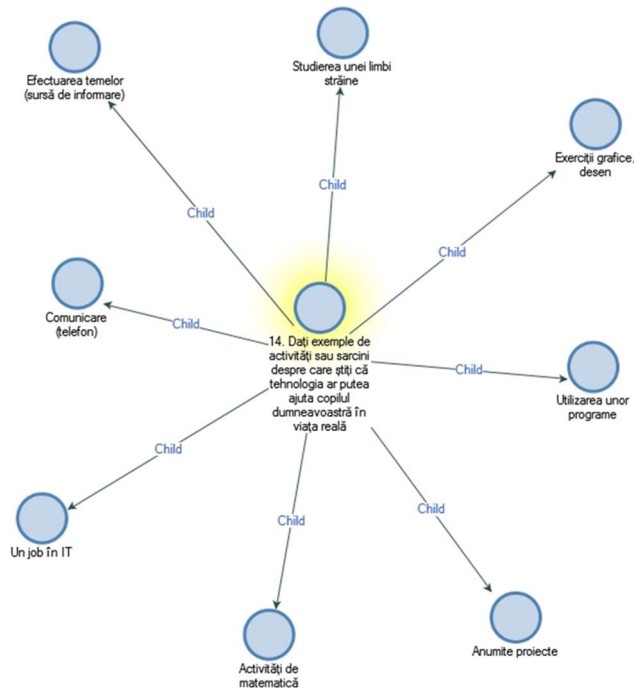 Efectuarea temelor
(sursă de informare)
Studierea unei limbi
străine
Exerciții grafice,
desen
Child
Child
Child
Comunicare
(telefon)
Child
14. Dați exemple de
activități sau sarcini
despre care știți că
tehnologia ar putea
ajuta copilul
dumneavoastră în
viața reală
Child
Utilizarea unor
programe
Child
Un job în IT
Child
Child
Activități de
matematică
Anumite proiecte